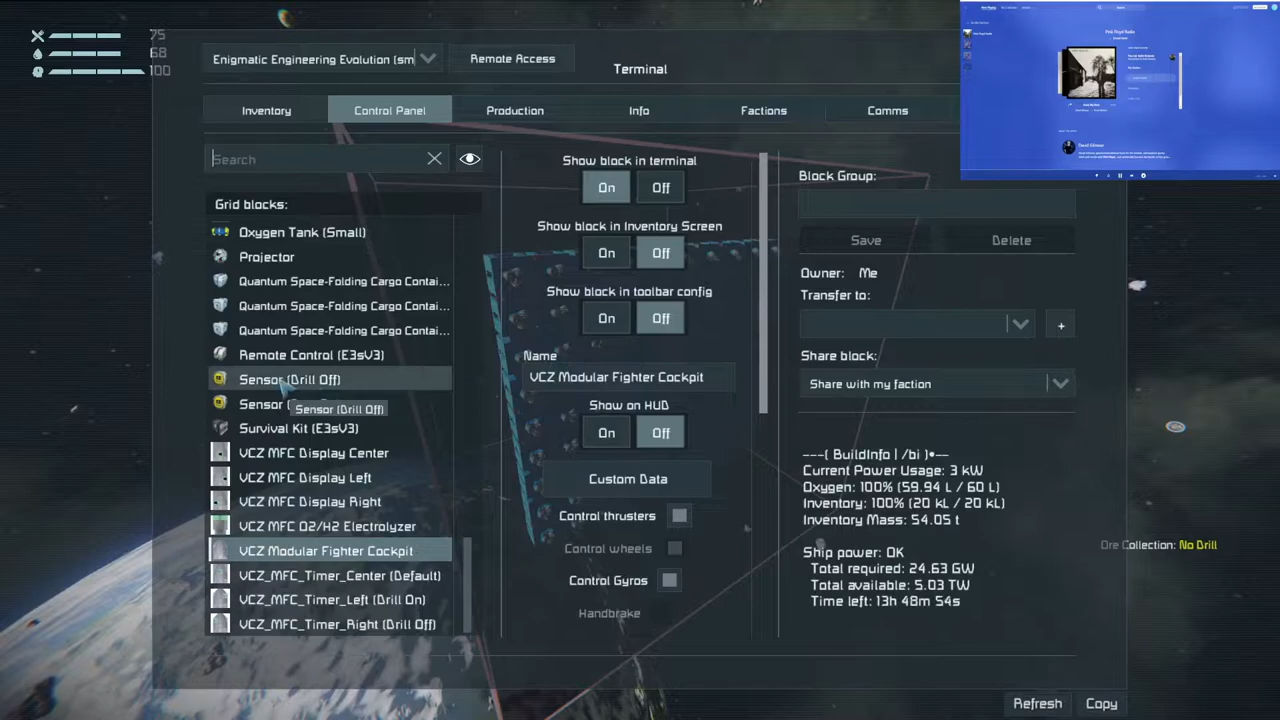 75
68
100
Enigmatic Engineering Evolution (sm
Remote Access
Terminal
Inventory
Control Panel
Production
Info
Factions
Comms
Search
Grid blocks:
Oxygen Tank (Small)
Projector
Quantum Space-Folding Cargo Contai...
Quantum Space-Folding Cargo Contai...
Quantum Space-Folding Cargo Contai...
Remote Control (E3sV3)
Sensor (Drill Off)
Sensor (
Sensor (Drill Off)
Survival Kit (E3sV3)
VCZ MFC Display Center
VCZ MFC Display Left
VCZ MFC Display Right
VCZ MFC O2/H2 Electrolyzer
VCZ Modular Fighter Cockpit
VCZ_MFC_Timer_Center (Default)
VCZ_MFC_Timer_Left (Drill On)
VCZ_MFC_Timer_Right (Drill Off)
Show block in terminal
On Off
Show block in Inventory Screen
On Off
Show block in toolbar config
On Off
Name
VCZ Modular Fighter Cockpit
Show on HUD
On Off
Custom Data
Control thrusters
Control wheels
Control Gyros
Handbrake
Block Group:
Save
Delete
Owner: Me
Transfer to:
+
Share block:
Share with my faction
---( BuildInfo | /bi )•--
Current Power Usage: 3 kW
Oxygen: 100% (59.94 L / 60 L)
Inventory: 100% (20 kL / 20 kL)
Inventory Mass: 54.05 t
Ship power: OK
Total required: 24.63 GW
Total available: 5.03 TW
Time left: 13h 48m 54s
Ore Collection: No Drill
Refresh
Copy
Pink Floyd Radio
David Gilmour